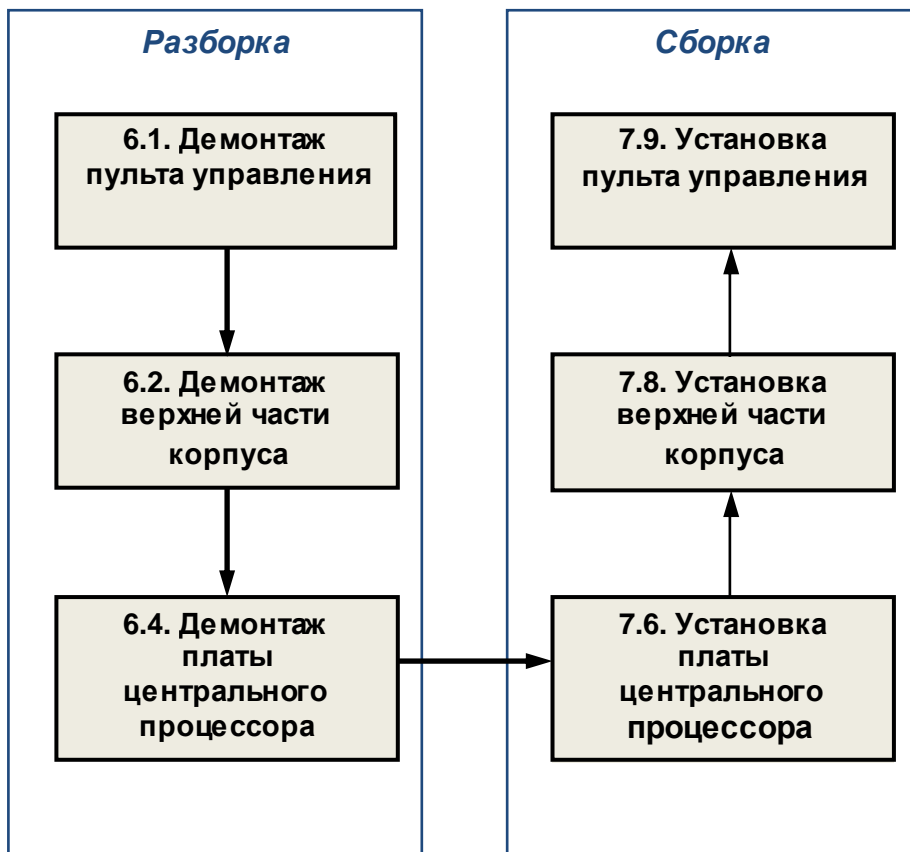 Разборка
6.1. Демонтаж
пульта управления
6.2. Демонтаж
верхней части
корпуса
6.4. Демонтаж
платы
центрального
процессора
Сборка
7.9. Установка
пульта управления
7.8. Установка
верхней части
корпуса
7.6. Установка
платы
центрального
процессора